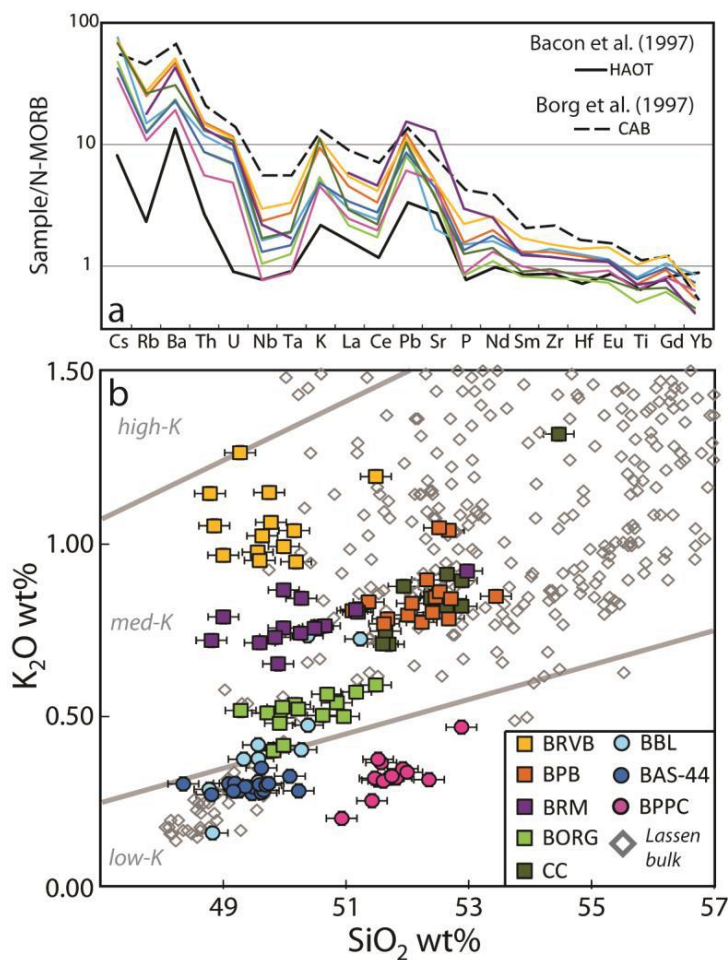 100
10
1
Sample/N-MORB
a
Bacon et al. (1997)
HAOT
Borg et al. (1997)
CAB
Cs Rb Ba Th U Nb Ta K La Ce Pb Sr P Nd Sm Zr Hf Eu Ti Gd Yb
b
1.50
1.00
0.50
0.00
K₂O wt%
high-K
med-K
low-K
BRVB
BPB
BRM
BORG
CC
BBL
BAS-44
BPPC
Lassen
bulk
49 51 53 55 57
SiO₂ wt%